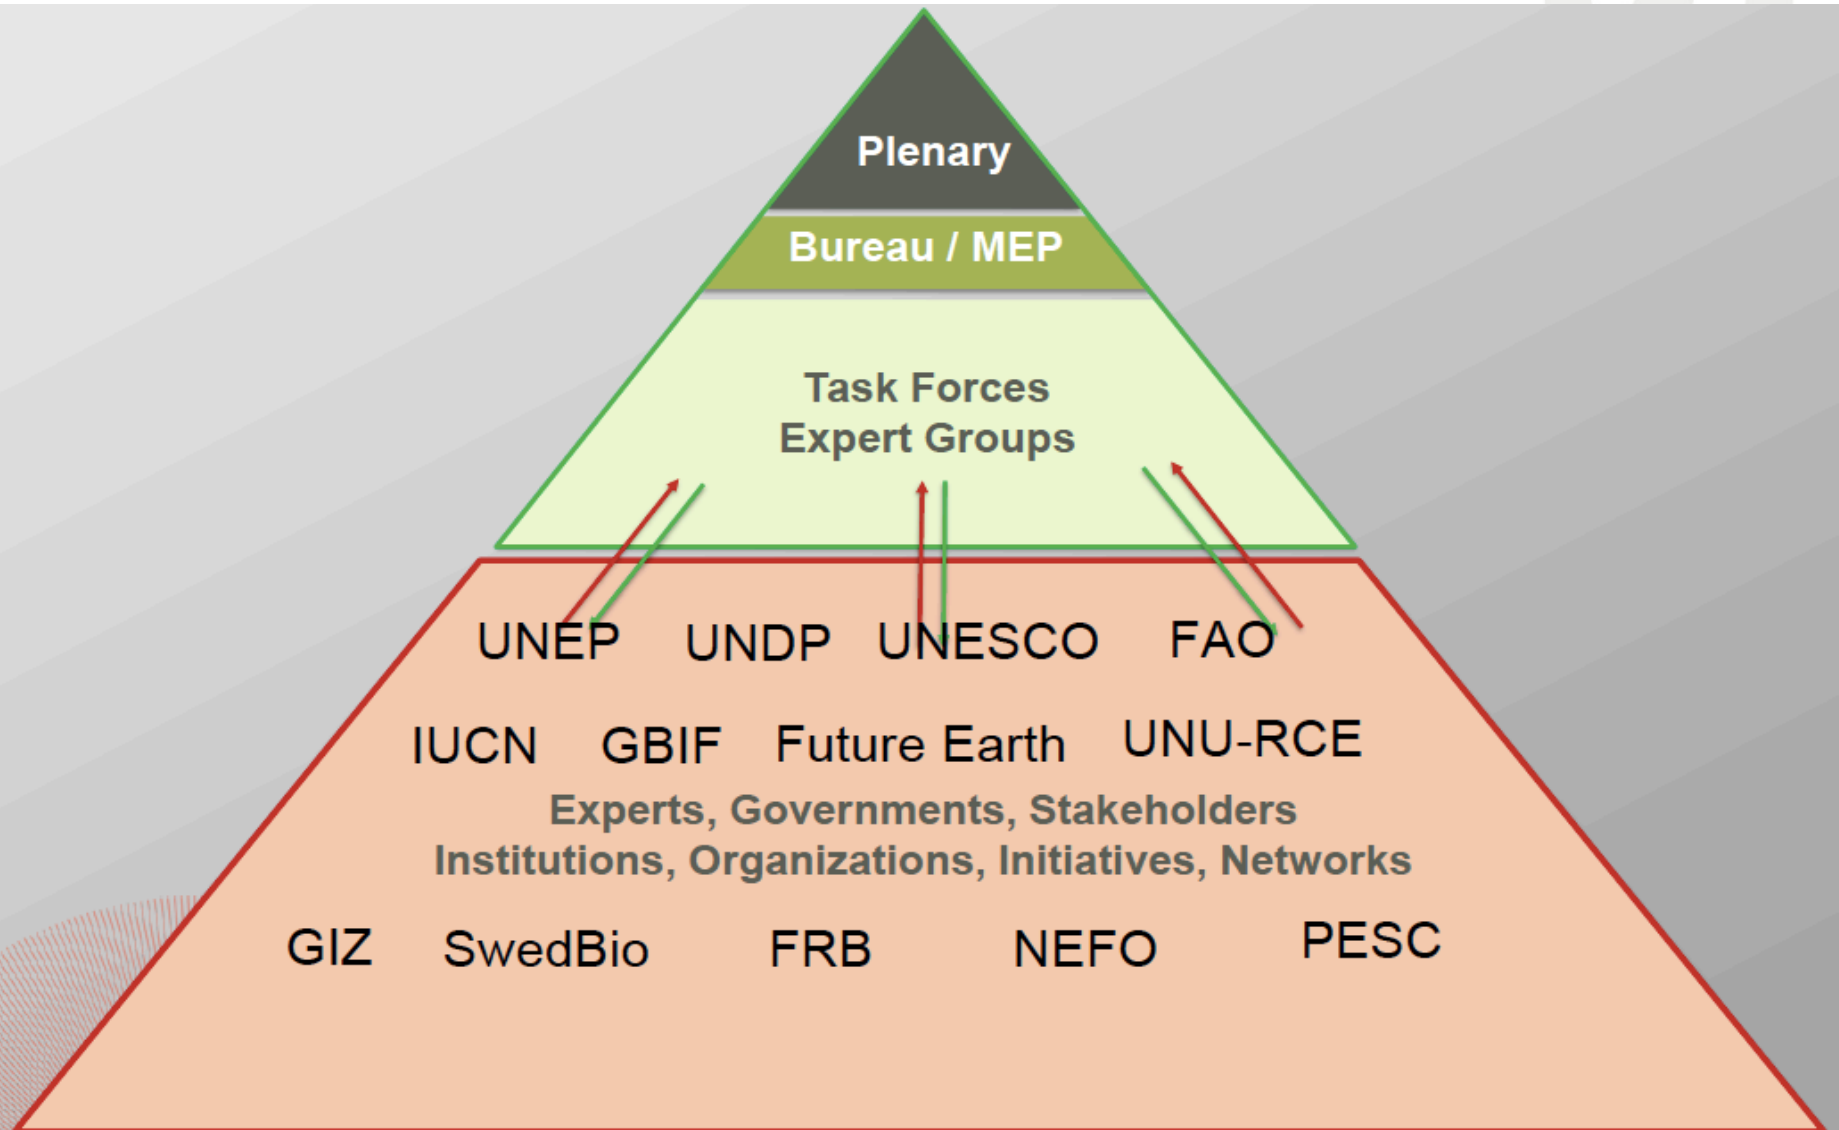 Plenary
Bureau / MEP
Task Forces
Expert Groups
UNEP UNDP UNESCO FAO
IUCN GBIF Future Earth UNU-RCE
Experts, Governments, Stakeholders
Institutions, Organizations, Initiatives, Networks
GIZ SwedBio FRB NEFO PESC